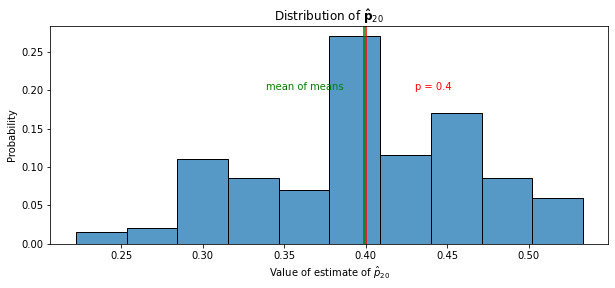 Distribution of p̂₂₀
0.25
0.20
0.15
0.10
0.05
0.00
Probability
mean of means
p = 0.4
0.25 0.30 0.35 0.40 0.45 0.50
Value of estimate of p̂₂₀